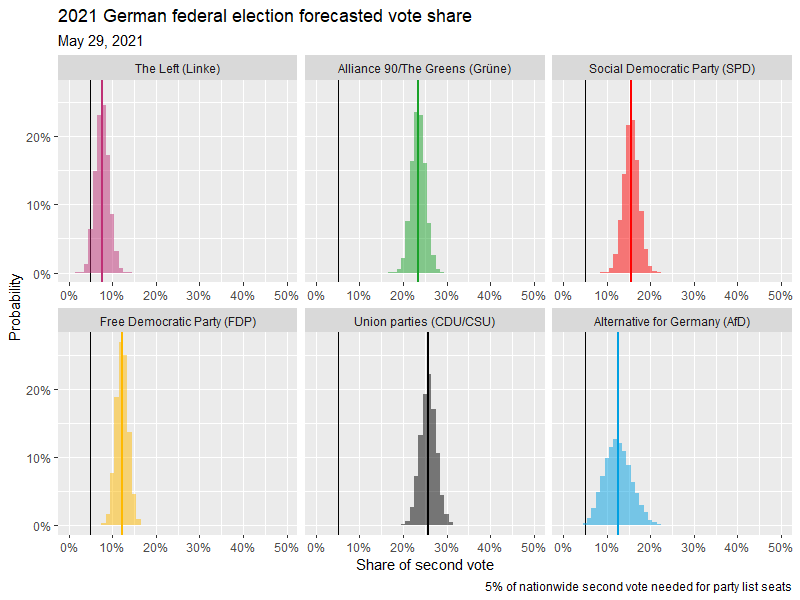 2021 German federal election forecasted vote share
May 29, 2021
The Left (Linke) Alliance 90/The Greens (Grüne) Social Democratic Party (SPD)
20%
10%
0%
0% 10% 20% 30% 40% 50% 0% 10% 20% 30% 40% 50% 0% 10% 20% 30% 40% 50%
Probability
Free Democratic Party (FDP) Union parties (CDU/CSU) Alternative for Germany (AfD)
20%
10%
0%
0% 10% 20% 30% 40% 50% 0% 10% 20% 30% 40% 50% 0% 10% 20% 30% 40% 50%
Share of second vote
5% of nationwide second vote needed for party list seats